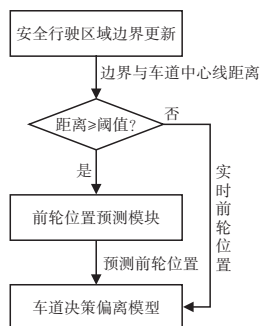 安全行驶区域边界更新
边界与车道中心线距离
距离≥阈值?
否
是
实时前轮位置
前轮位置预测模块
预测前轮位置
车道决策偏离模型